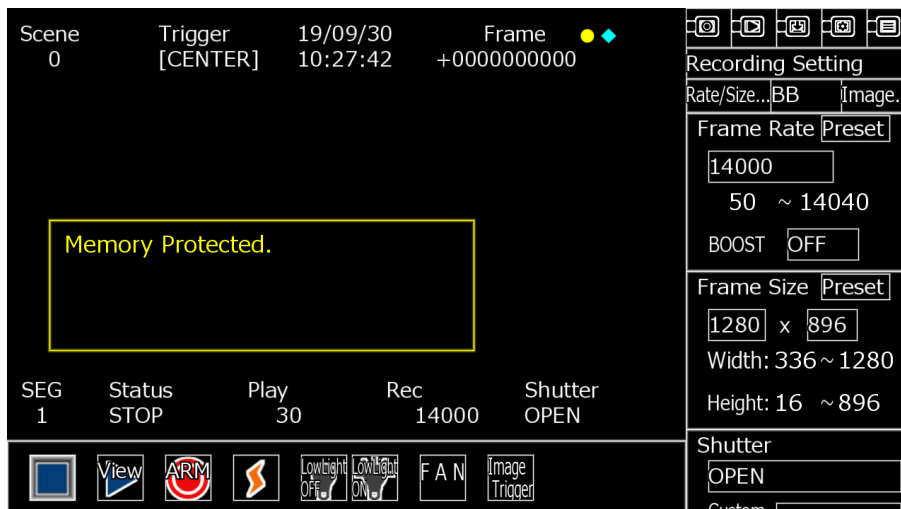 Scene Trigger 19/09/30 Frame
0 [CENTER] 10:27:42 +0000000000
Memory Protected.
SEG Status Play Rec Shutter
1 STOP 30 14000 OPEN
View ARM LowLight OFF LowLight ON FAN Image Trigger
Recording Setting
Rate/Size... BB Image.
Frame Rate Preset
14000
50 ~ 14040
BOOST OFF
Frame Size Preset
1280 x 896
Width: 336 ~ 1280
Height: 16 ~ 896
Shutter
OPEN